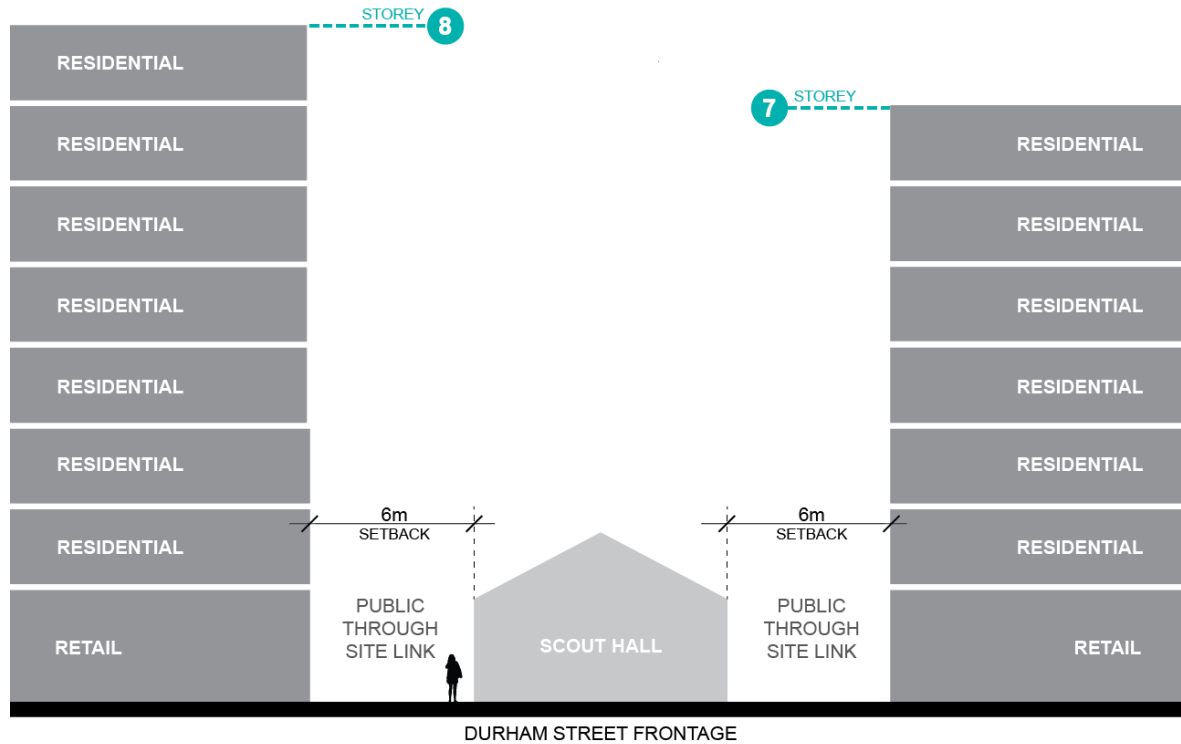 STOREY 8
RESIDENTIAL
STOREY
7
RESIDENTIAL
RESIDENTIAL
RESIDENTIAL
RESIDENTIAL
RESIDENTIAL
RESIDENTIAL
RESIDENTIAL
RESIDENTIAL
RESIDENTIAL
RESIDENTIAL
RESIDENTIAL
6m
SETBACK
6m
SETBACK
RESIDENTIAL
RESIDENTIAL
PUBLIC
THROUGH
SITE LINK
PUBLIC
THROUGH
SITE LINK
RETAIL
SCOUT HALL
RETAIL
DURHAM STREET FRONTAGE